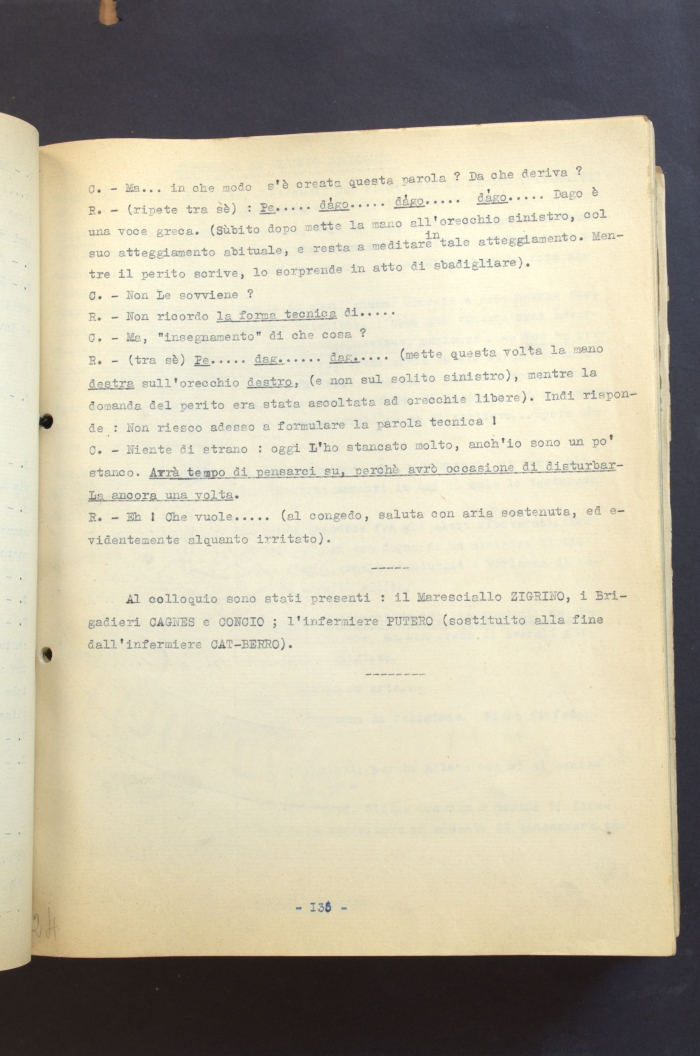 C. - Ma... in che modo s'è creata questa parola ? Da che deriva ?
R. - (ripete tra sè) : Pe..... dágo..... dágo..... dágo..... Dago è
una voce greca. (Sùbito dopo mette la mano all'orecchio sinistro, col
suo atteggiamento abituale, e resta a meditare in tale atteggiamento. Men-
tre il perito scrive, lo sorprende in atto di sbadigliare).
C. - Non Le sovviene ?
R. - Non ricordo la forma tecnica di.....
C. - Ma, "insegnamento" di che cosa ?
R. - (tra sè) Pe..... dag...... dag..... (mette questa volta la mano
destra sull'orecchio destro, (e non sul solito sinistro), mentre la
domanda del perito era stata ascoltata ad orecchie libere). Indi rispon-
de : Non riesco adesso a formulare la parola tecnica !
C. - Niente di strano : oggi L'ho stancato molto, anch'io sono un po'
stanco. Avrà tempo di pensarci su, perchè avrò occasione di disturbar-
La ancora una volta.
R. - Eh ! Che vuole..... (al congedo, saluta con aria sostenuta, ed e-
videntemente alquanto irritato).
-----
Al colloquio sono stati presenti : il Maresciallo ZIGRINO, i Bri-
gadieri CAGNES e CONCIO ; l'infermiere PUTERO (sostituito alla fine
dall'infermiere CAT-BERRO).
--------